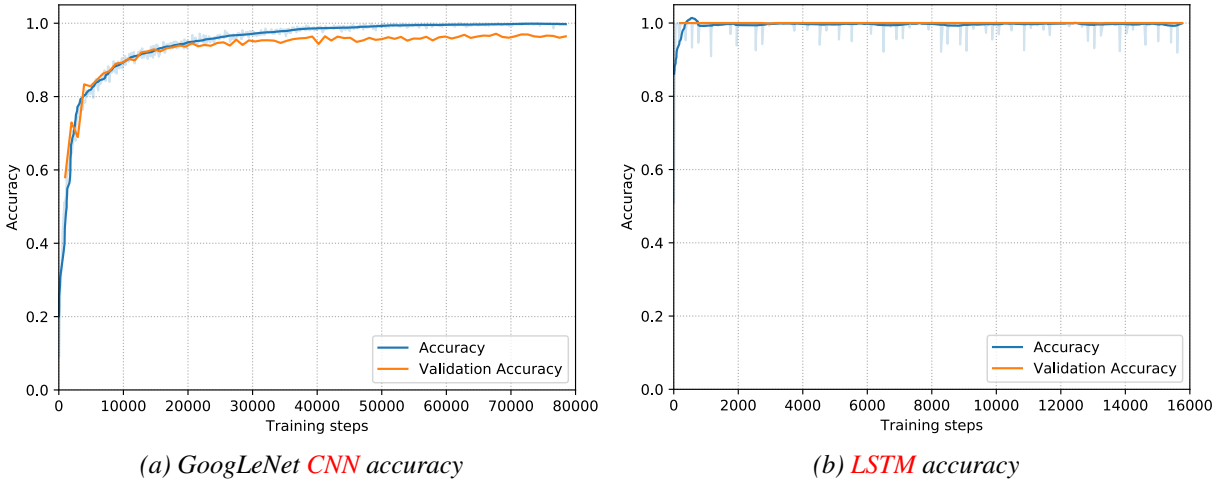 1.0
0.8
0.6
0.4
0.2
0.0
Accuracy
0 10000 20000 30000 40000 50000 60000 70000 80000
Training steps
Accuracy
Validation Accuracy
(a) GoogLeNet CNN accuracy
1.0
0.8
0.6
0.4
0.2
0.0
Accuracy
0 2000 4000 6000 8000 10000 12000 14000 16000
Training steps
Accuracy
Validation Accuracy
(b) LSTM accuracy